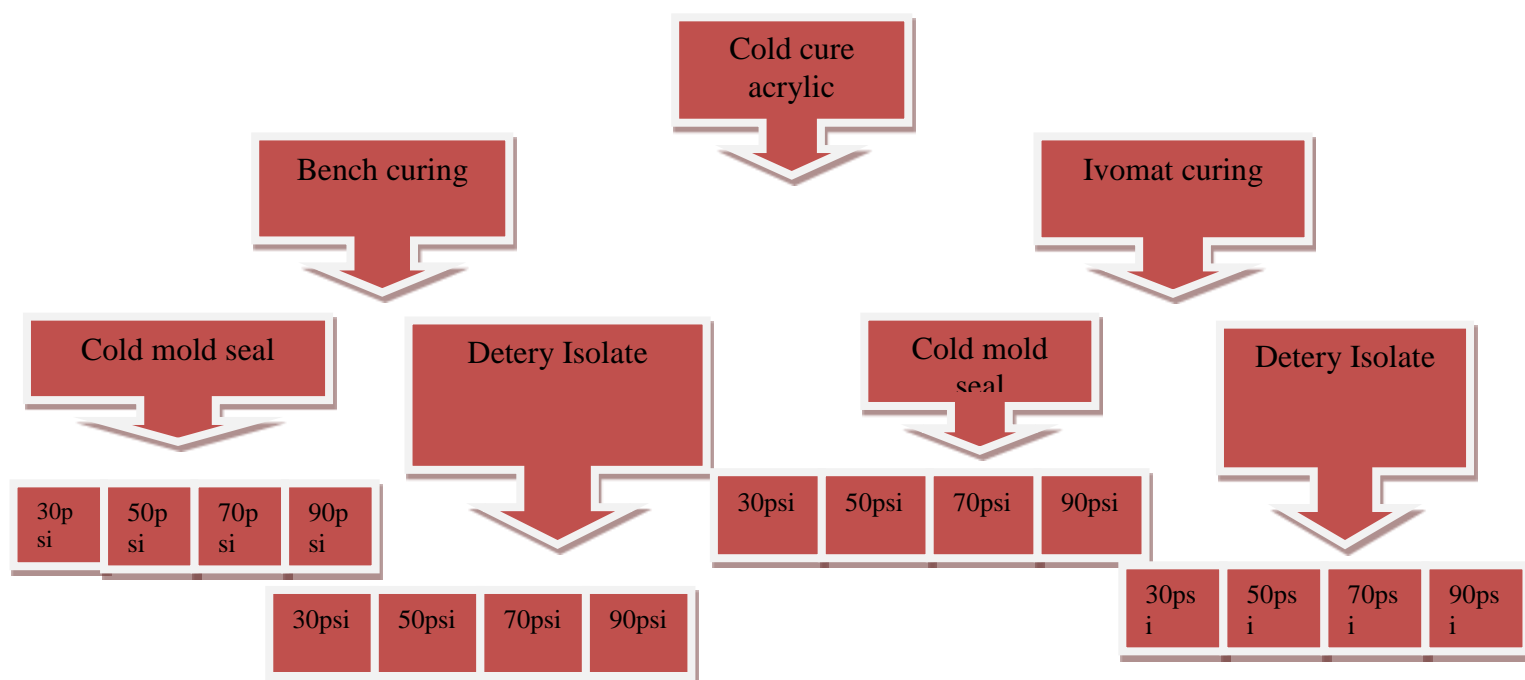 Cold cure
acrylic
Bench curing
Ivomat curing
Cold mold seal
Detery Isolate
Cold mold
seal
Detery Isolate
30p
si
50p
si
70p
si
90p
si
30psi
50psi
70psi
90psi
30psi
50psi
70psi
90psi
30ps
i
50ps
i
70ps
i
90ps
i